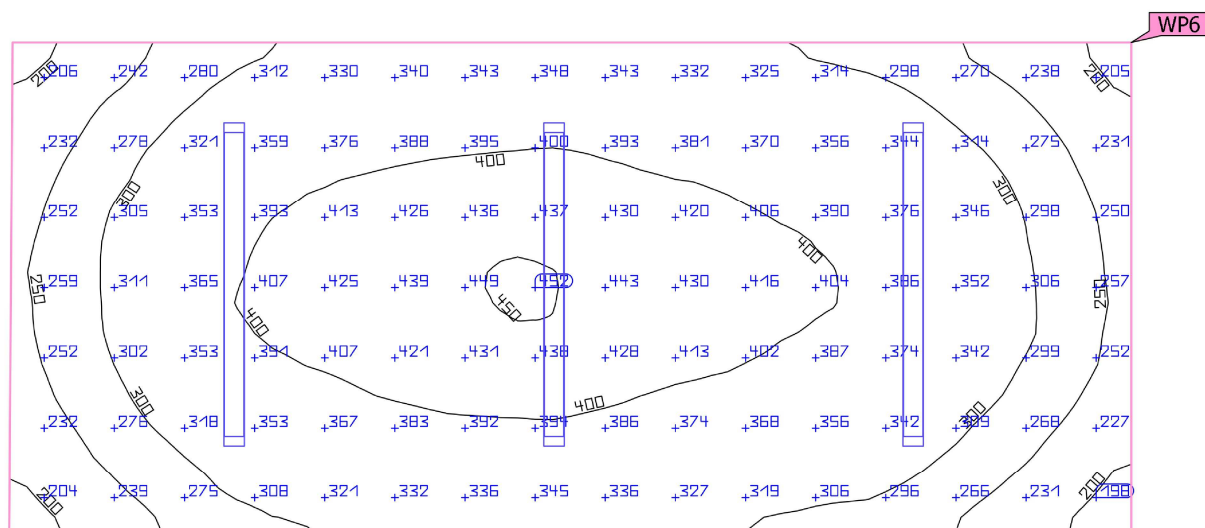 WP6
200 +206 +242 +280 +312 +330 +340 +343 +348 +343 +332 +325 +314 +298 +270 +238 200 +205
+232 +278 +321 +359 +376 +388 +395 +400 +393 +381 +370 +356 +344 +314 +275 +231
400
300 300
+252 +305 +353 +393 +413 +426 +436 +437 +430 +420 +406 +390 +376 +346 +298 +250
400
250 +259 +311 +365 +407 +425 +439 +449 +452 +443 +430 +416 +404 +386 +352 +306 250 +257
400 450
+252 +302 +353 +391 +407 +421 +431 +438 +428 +413 +402 +387 +374 +342 +299 +252
300 400
+232 +276 +318 +353 +367 +383 +392 +394 +386 +374 +368 +356 +342 300 +268 +227
200 +204 +239 +275 +308 +321 +332 +336 +345 +336 +327 +319 +306 +296 +266 +231 200 +198